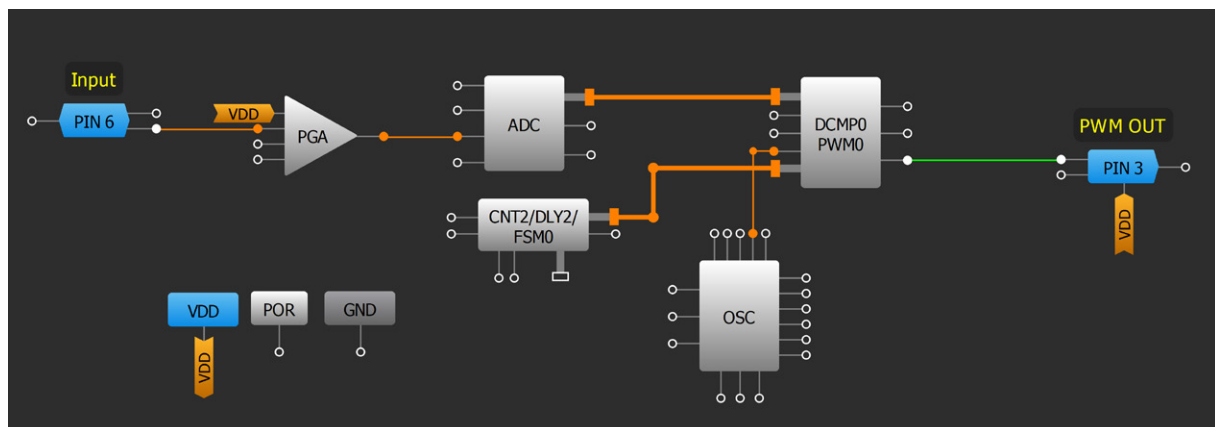 Input
PIN 6
VDD
PGA
ADC
DCMP0
PWM0
PWM OUT
PIN 3
VDD
CNT2/DLY2/
FSM0
OSC
VDD
POR
GND
VDD